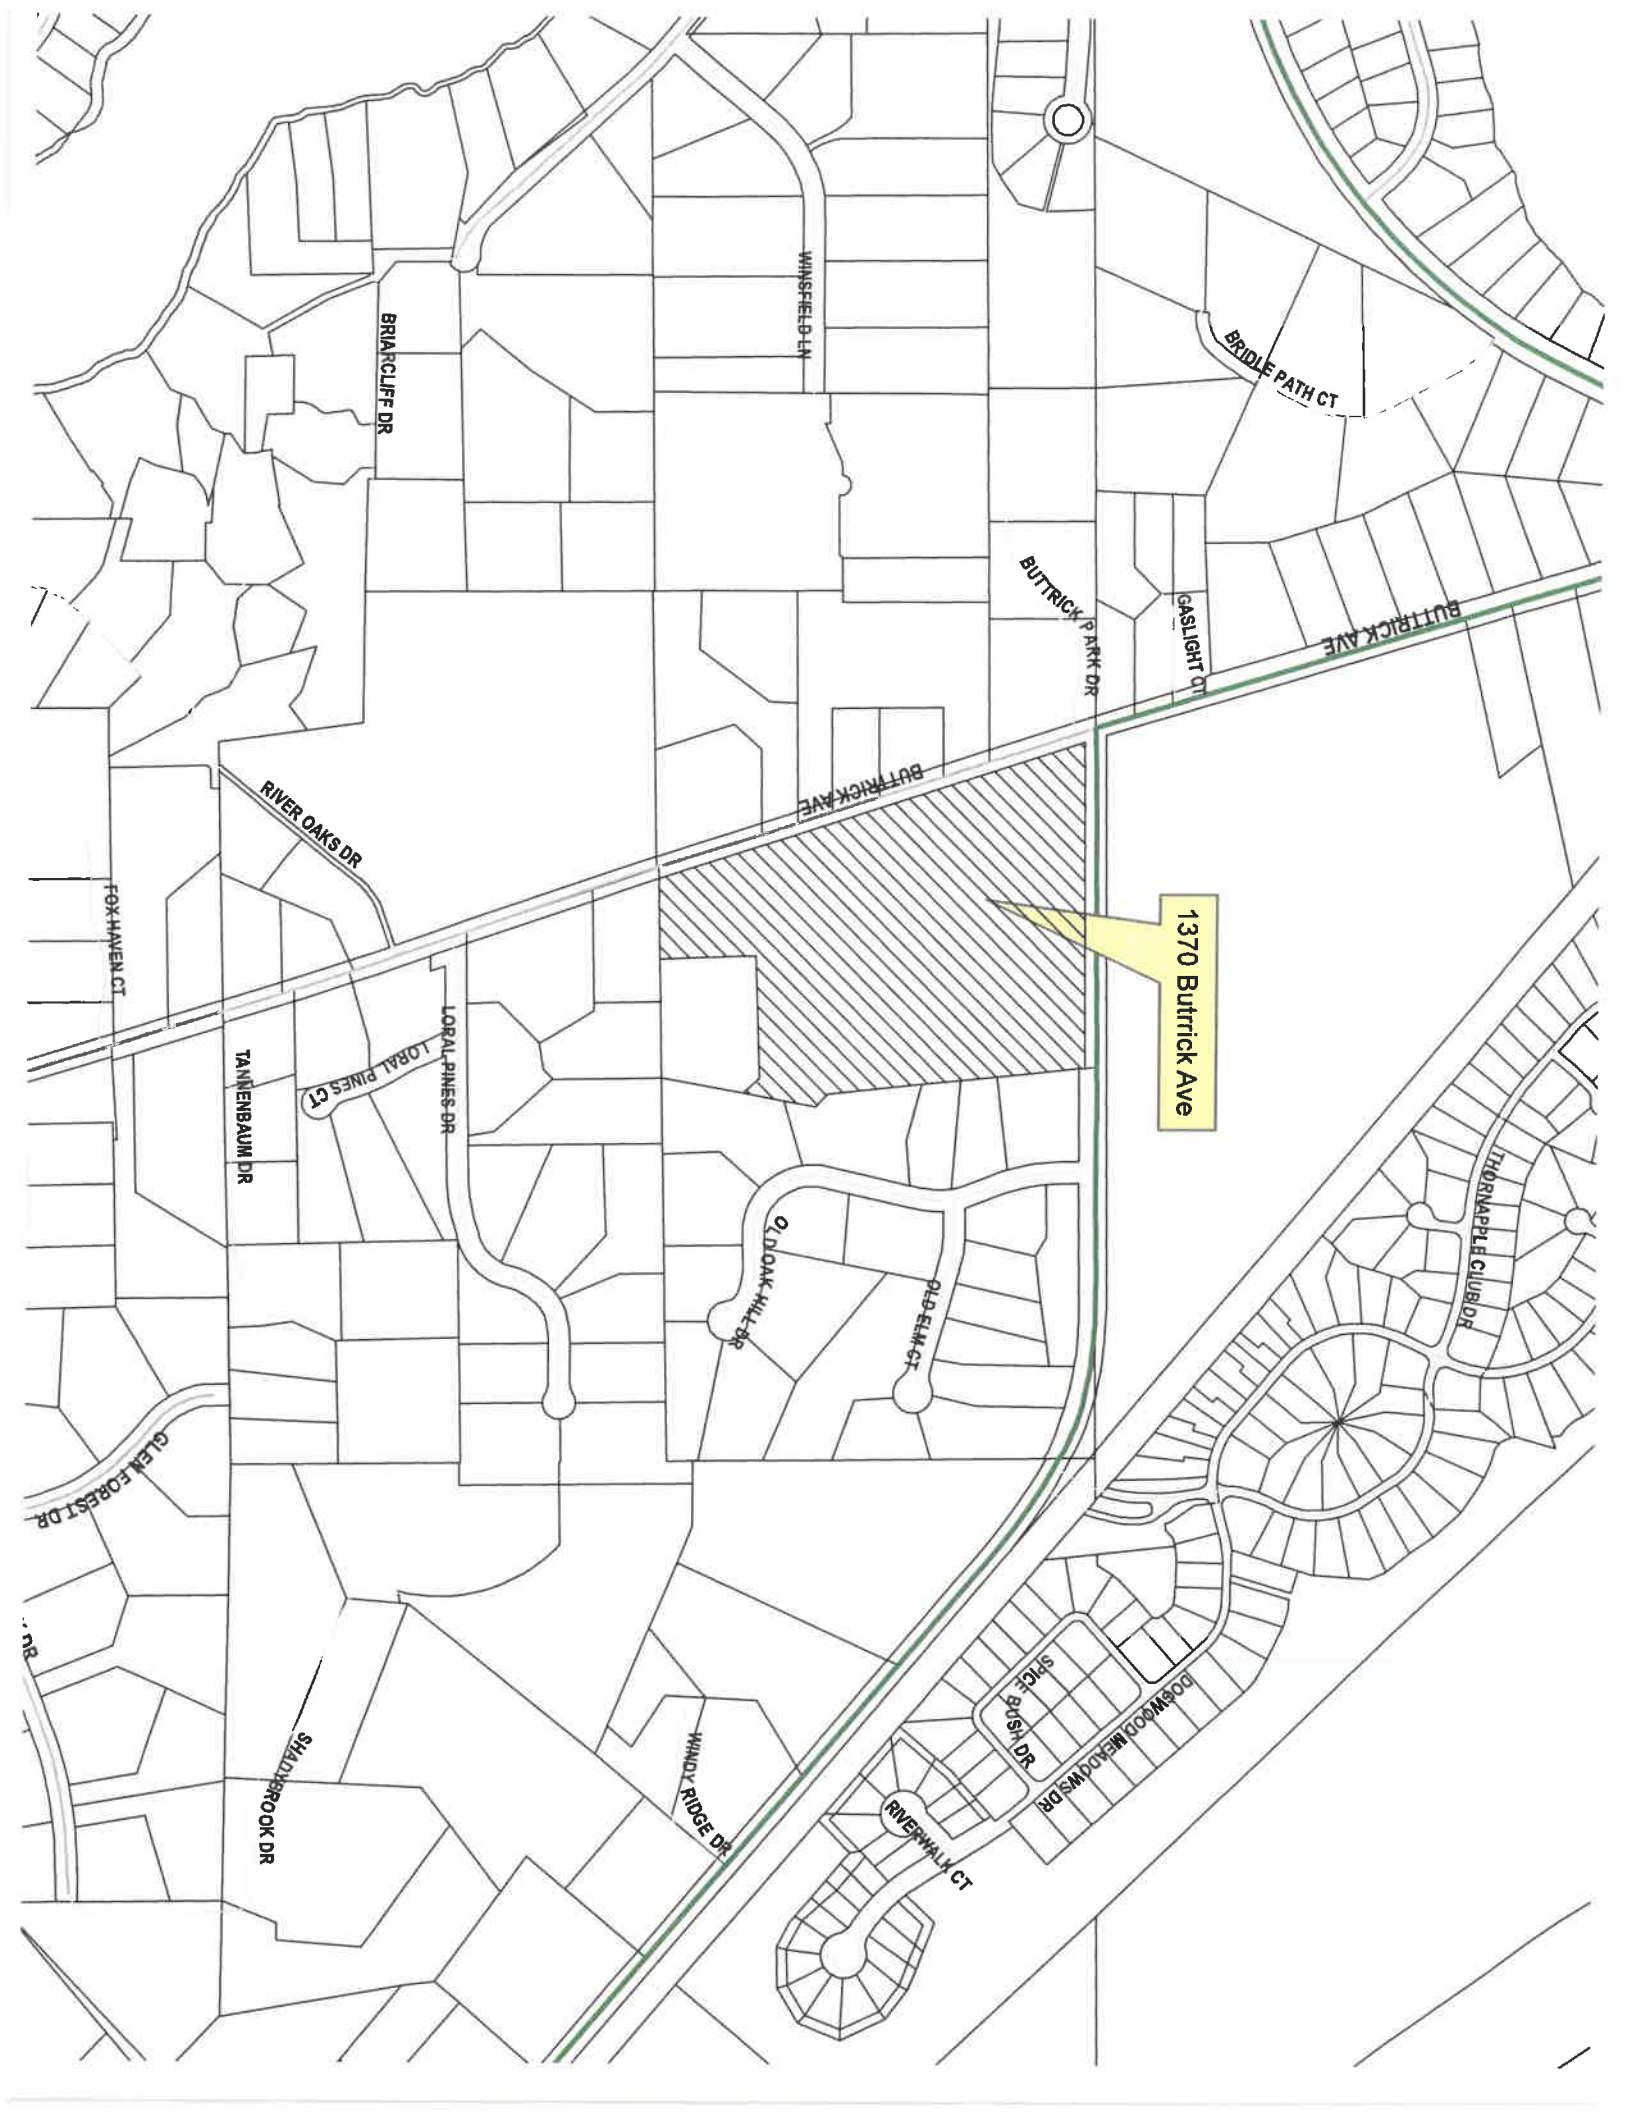 WINSFIELD LN
BRIARCLIFF DR
BRIDLE PATH CT
BUTTRICK PARK DR
GASLIGHT CT
BUTTRICK AVE
BUTTRICK AVE
RIVER OAKS DR
FOX HAVEN CT
1370 Butrrick Ave
LORAL PINES DR
LORAL PINES CT
TANNENBAUM DR
THORNAPPLE CLUB DR
OLD OAK HILL DR
OLD ELM CT
GLEN FOREST DR
DR
SPICE BUSH DR
DOGWOOD MEADOWS DR
SHADYBROOK DR
WINDY RIDGE DR
RIVERWALK CT